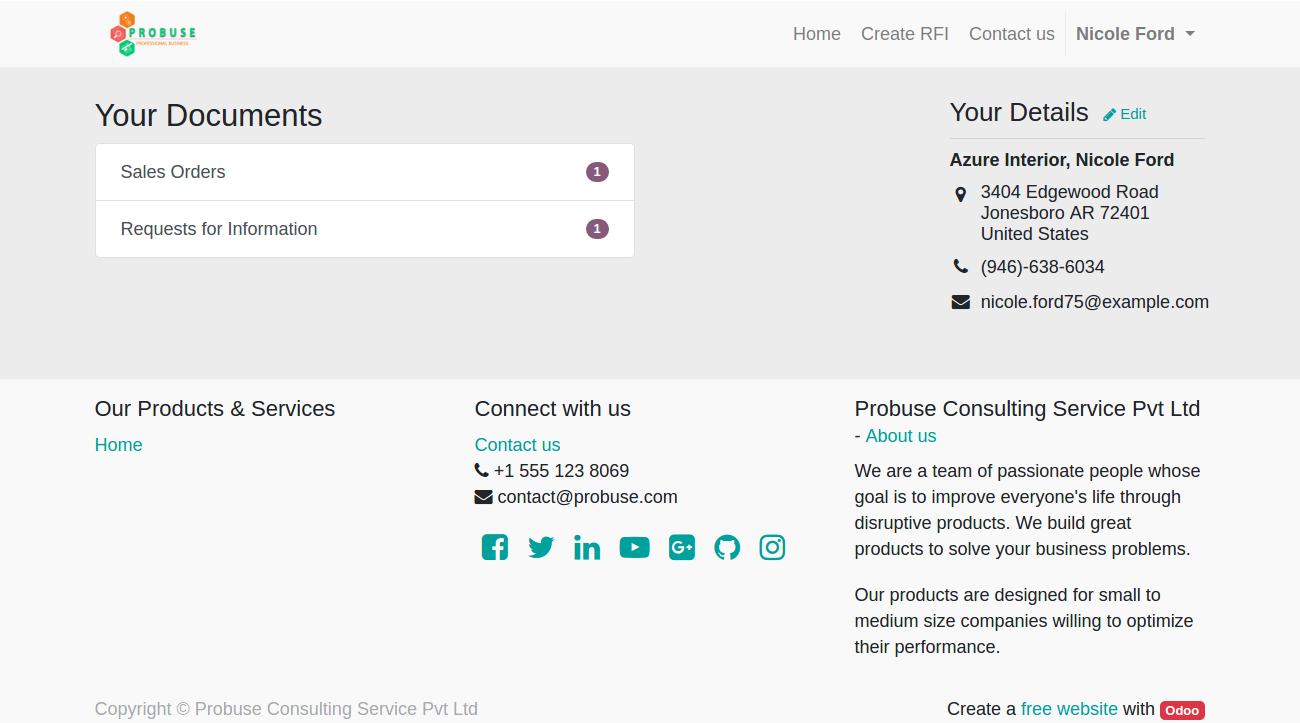 PROBUSE
PROFESSIONAL BUSINESS
Home Create RFI Contact us Nicole Ford
Your Documents
Sales Orders 1
Requests for Information 1
Your Details Edit
Azure Interior, Nicole Ford
3404 Edgewood Road
Jonesboro AR 72401
United States
(946)-638-6034
nicole.ford75@example.com
Our Products & Services
Home
Connect with us
Contact us
+1 555 123 8069
contact@probuse.com
Probuse Consulting Service Pvt Ltd
- About us
We are a team of passionate people whose
goal is to improve everyone's life through
disruptive products. We build great
products to solve your business problems.
Our products are designed for small to
medium size companies willing to optimize
their performance.
Copyright © Probuse Consulting Service Pvt Ltd
Create a free website with Odoo